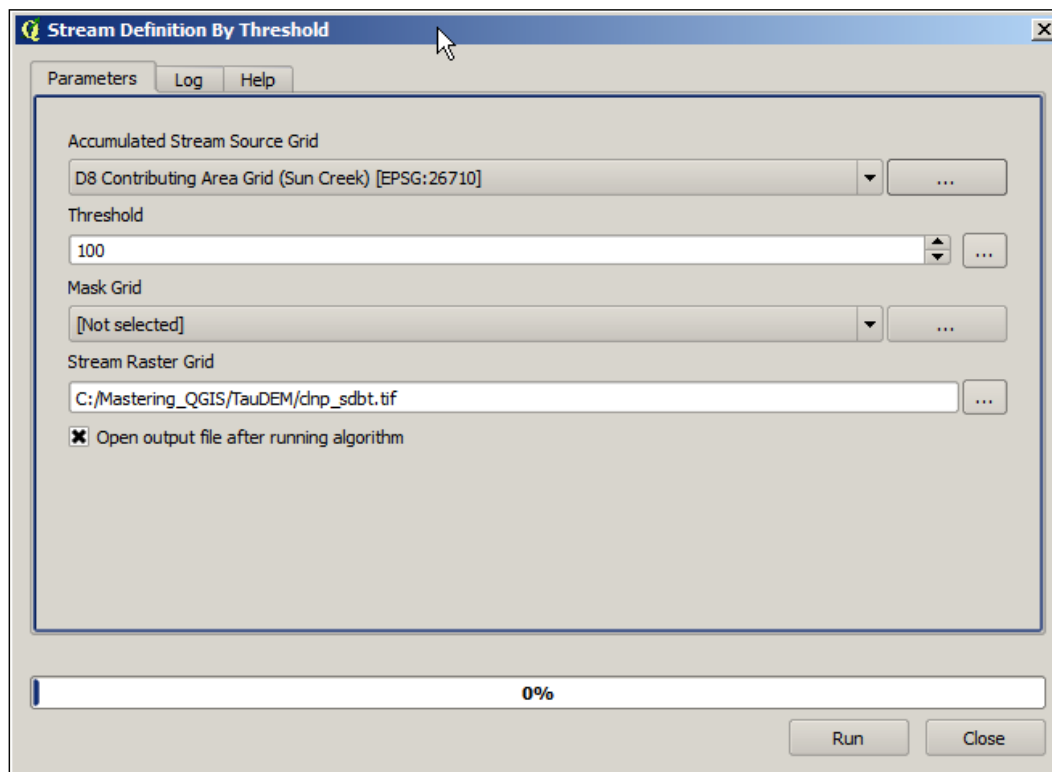 Stream Definition By Threshold
Parameters Log Help
Accumulated Stream Source Grid
D8 Contributing Area Grid (Sun Creek) [EPSG:26710]
...
Threshold
100
...
Mask Grid
[Not selected]
...
Stream Raster Grid
C:/Mastering_QGIS/TauDEM/clnp_sdbt.tif
...
Open output file after running algorithm
0%
Run Close